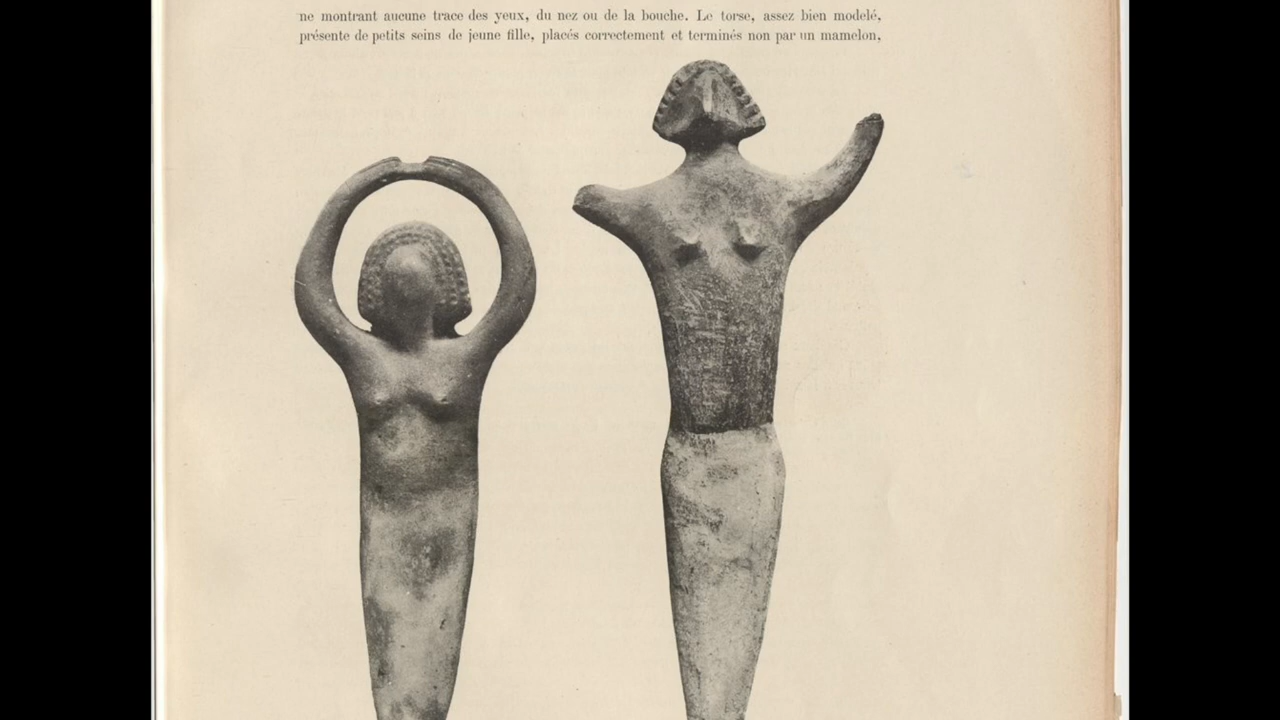 ne montrant aucune trace des yeux, du nez ou de la bouche. Le torse, assez bien modelé,
présente de petits seins de jeune fille, placés correctement et terminés non par un mamelon,